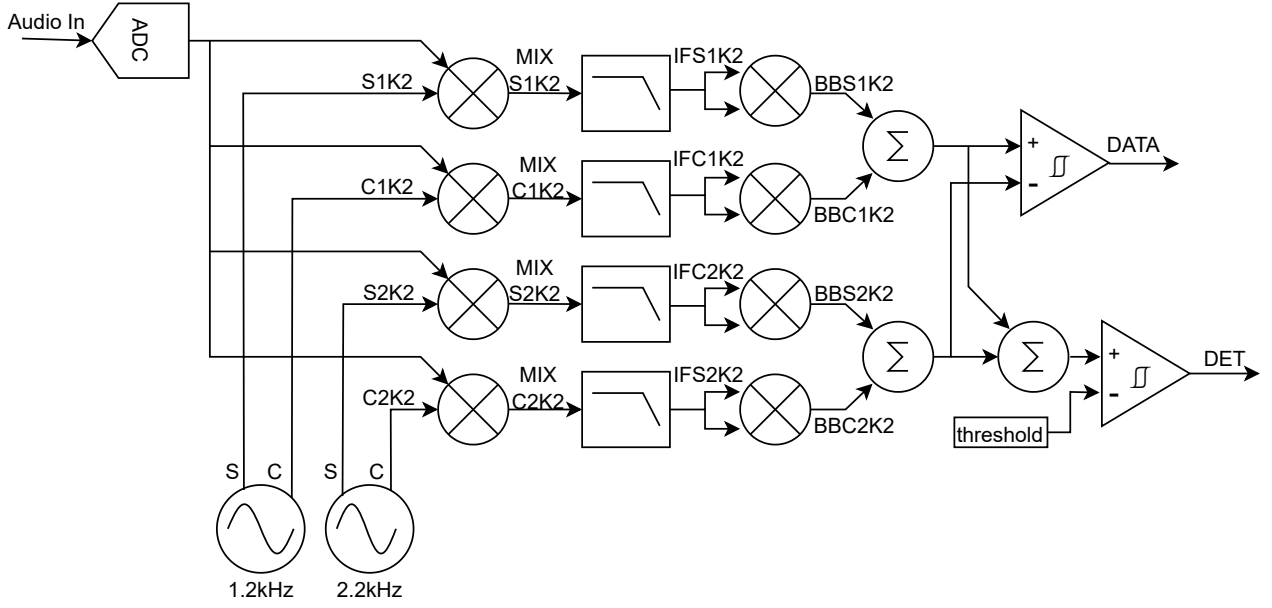 Audio In
ADC
MIX
S1K2
S1K2
IFS1K2
BBS1K2
Σ
+
-
DATA
MIX
C1K2
C1K2
IFC1K2
BBC1K2
MIX
S2K2
S2K2
IFC2K2
BBS2K2
Σ
Σ
+
-
DET
MIX
C2K2
C2K2
IFS2K2
BBC2K2
threshold
S C
S C
1.2kHz
2.2kHz